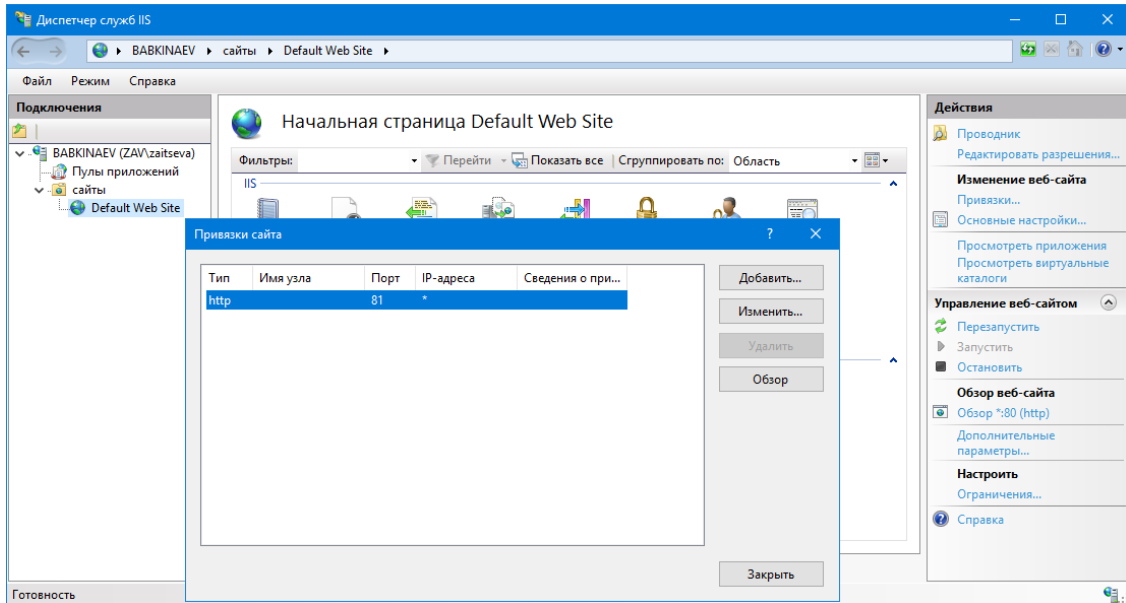 Диспетчер служб IIS
BABKINAEV сайты Default Web Site
Файл Режим Справка
Подключения
BABKINAEV (ZAV\zaitseva)
Пулы приложений
сайты
Default Web Site
Начальная страница Default Web Site
Фильтры: Перейти Показать все Сгруппировать по: Область
IIS
Привязки сайта
Тип Имя узла Порт IP-адреса Сведения о при...
http 81 *
Добавить...
Изменить...
Удалить
Обзор
Закрыть
Действия
Проводник
Редактировать разрешения...
Изменение веб-сайта
Привязки...
Основные настройки...
Просмотреть приложения
Просмотреть виртуальные
каталоги
Управление веб-сайтом
Перезапустить
Запустить
Остановить
Обзор веб-сайта
Обзор *:80 (http)
Дополнительные
параметры...
Настроить
Ограничения...
Справка
Готовность